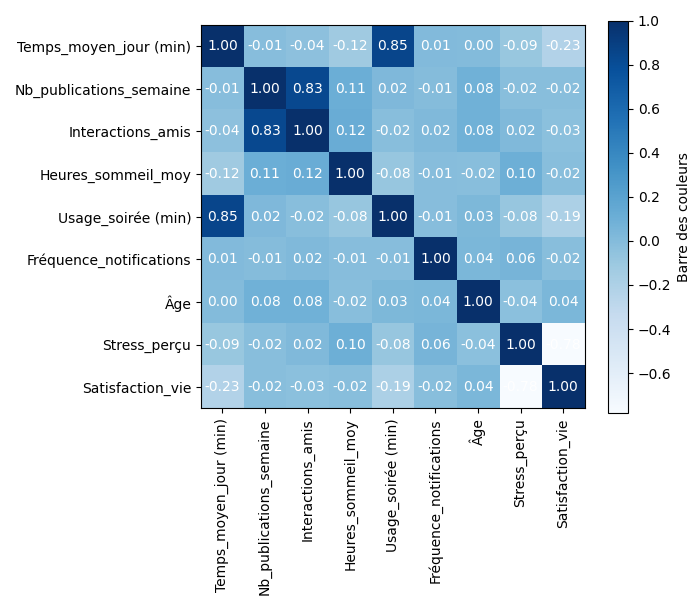 Temps_moyen_jour (min) 1.00 -0.01 -0.04 -0.12 0.85 0.01 0.00 -0.09 -0.23
Nb_publications_semaine -0.01 1.00 0.83 0.11 0.02 -0.01 0.08 -0.02 -0.02
Interactions_amis -0.04 0.83 1.00 0.12 -0.02 0.02 0.08 0.02 -0.03
Heures_sommeil_moy -0.12 0.11 0.12 1.00 -0.08 -0.01 -0.02 0.10 -0.02
Usage_soirée (min) 0.85 0.02 -0.02 -0.08 1.00 -0.01 0.03 -0.08 -0.19
Fréquence_notifications 0.01 -0.01 0.02 -0.01 -0.01 1.00 0.04 0.06 -0.02
Âge 0.00 0.08 0.08 -0.02 0.03 0.04 1.00 -0.04 0.04
Stress_perçu -0.09 -0.02 0.02 0.10 -0.08 0.06 -0.04 1.00
Satisfaction_vie -0.23 -0.02 -0.03 -0.02 -0.19 -0.02 0.04 1.00
Temps_moyen_jour (min)
Nb_publications_semaine
Interactions_amis
Heures_sommeil_moy
Usage_soirée (min)
Fréquence_notifications
Âge
Stress_perçu
Satisfaction_vie
1.0
0.8
0.6
0.4
0.2
0.0
−0.2
−0.4
−0.6
Barre des couleurs